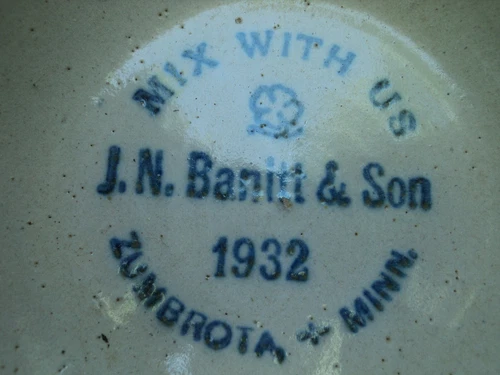 MIX WITH US
J.N. Banitt & Son
1932
ZUMBROTA, MINN.